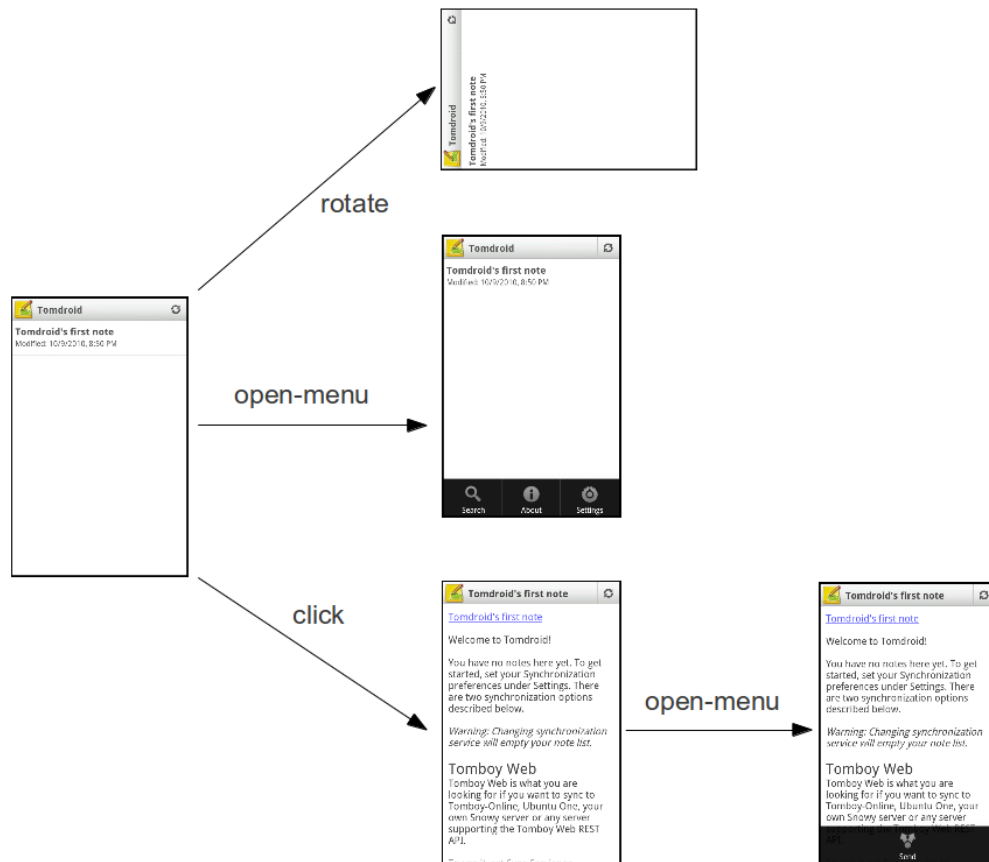 Tomdroid
Tomdroid's first note
Modified: 10/9/2010, 8:50 PM
rotate
Tomdroid
Tomdroid's first note
Modified: 10/9/2010, 8:50 PM
open-menu
Tomdroid
Tomdroid's first note
Modified: 10/9/2010, 8:50 PM
Search About Settings
click
Tomdroid's first note
Tomdroid's first note
Welcome to Tomdroid!
You have no notes here yet. To get
started, set your Synchronization
preferences under Settings. There
are two synchronization options
described below.
Warning: Changing synchronization
service will empty your note list.
Tomboy Web
Tomboy Web is what you are
looking for if you want to sync to
Tomboy-Online, Ubuntu One, your
own Snowy server or any server
supporting the Tomboy Web REST
API.
open-menu
Tomdroid's first note
Tomdroid's first note
Welcome to Tomdroid!
You have no notes here yet. To get
started, set your Synchronization
preferences under Settings. There
are two synchronization options
described below.
Warning: Changing synchronization
service will empty your note list.
Tomboy Web
Tomboy Web is what you are
looking for if you want to sync to
Tomboy-Online, Ubuntu One, your
own Snowy server or any server
supporting the Tomboy Web REST
API.
Send